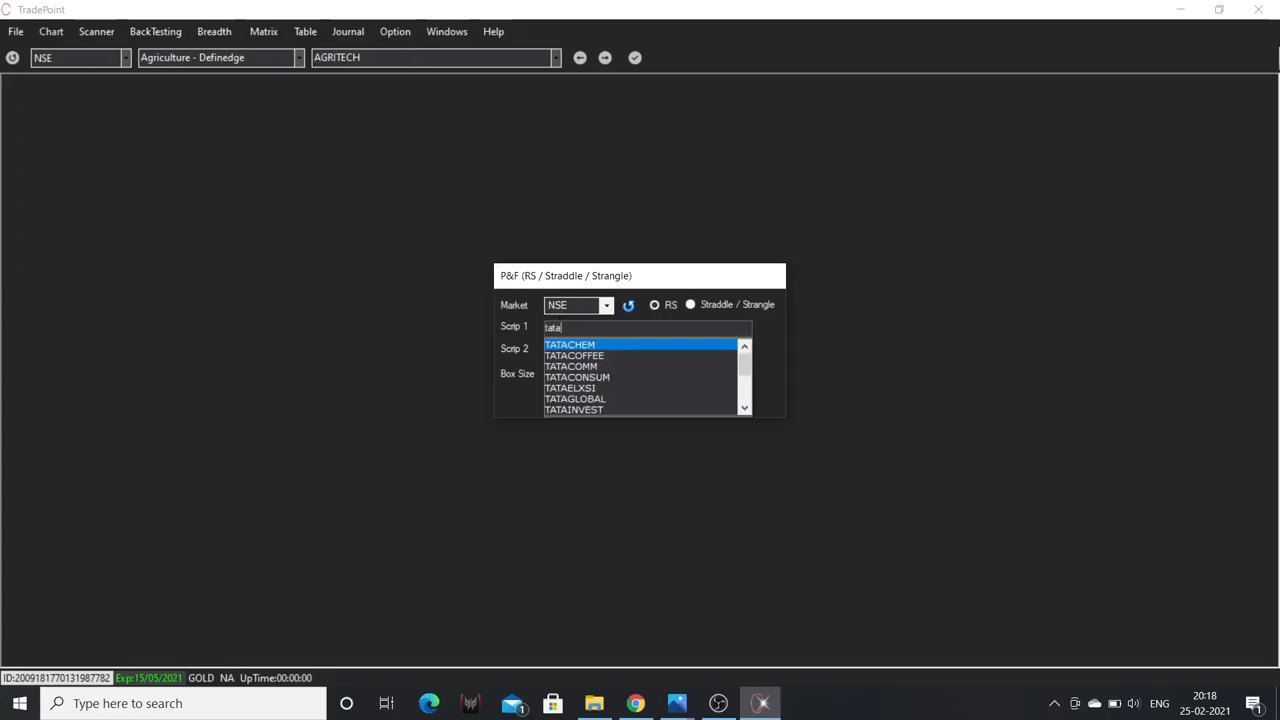 TradePoint
File Chart Scanner BackTesting Breadth Matrix Table Journal Option Windows Help
NSE Agriculture - Definedge AGRITECH
P&F (RS / Straddle / Strangle)
Market NSE RS Straddle / Strangle
Scrip 1 tata
Scrip 2
Box Size
TATACHEM
TATACOFFEE
TATACOMM
TATACONSUM
TATAELXSI
TATAGLOBAL
TATAINVEST
ID:2009181770131987782 Exp:15/05/2021 GOLD NA UpTime:00:00:00
Type here to search
1
ENG
20:18
25-02-2021
1